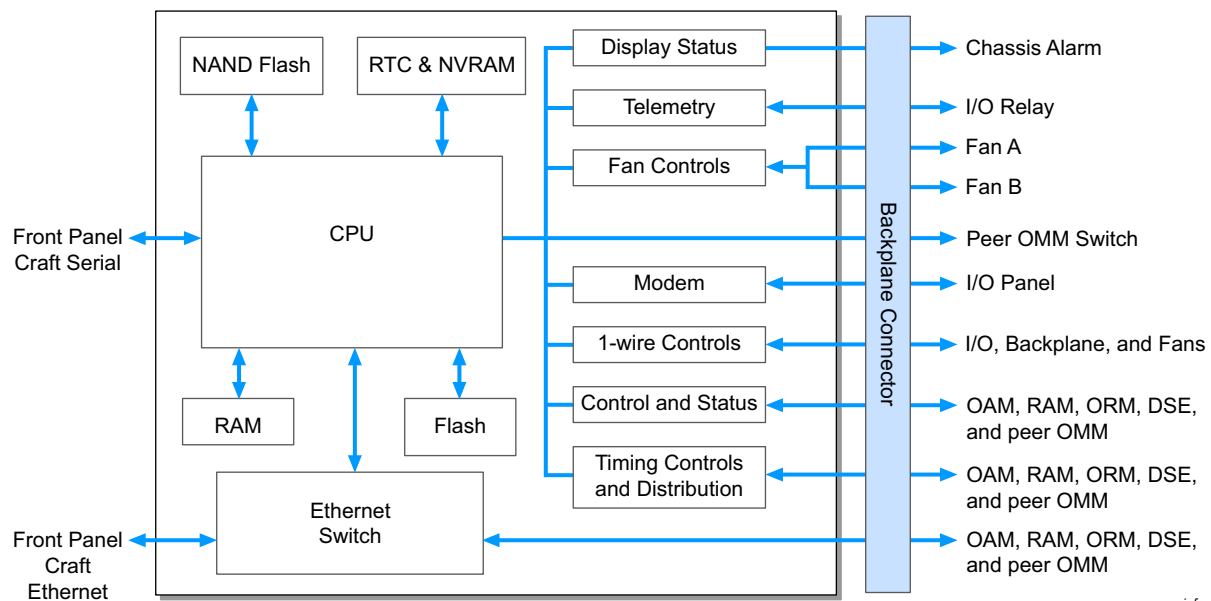 NAND Flash
RTC & NVRAM
CPU
Front Panel
Craft Serial
RAM
Flash
Ethernet
Switch
Front Panel
Craft
Ethernet
Display Status
Telemetry
Fan Controls
Modem
1-wire Controls
Control and Status
Timing Controls
and Distribution
Backplane Connector
Chassis Alarm
I/O Relay
Fan A
Fan B
Peer OMM Switch
I/O Panel
I/O, Backplane, and Fans
OAM, RAM, ORM, DSE,
and peer OMM
OAM, RAM, ORM, DSE,
and peer OMM
OAM, RAM, ORM, DSE,
and peer OMM